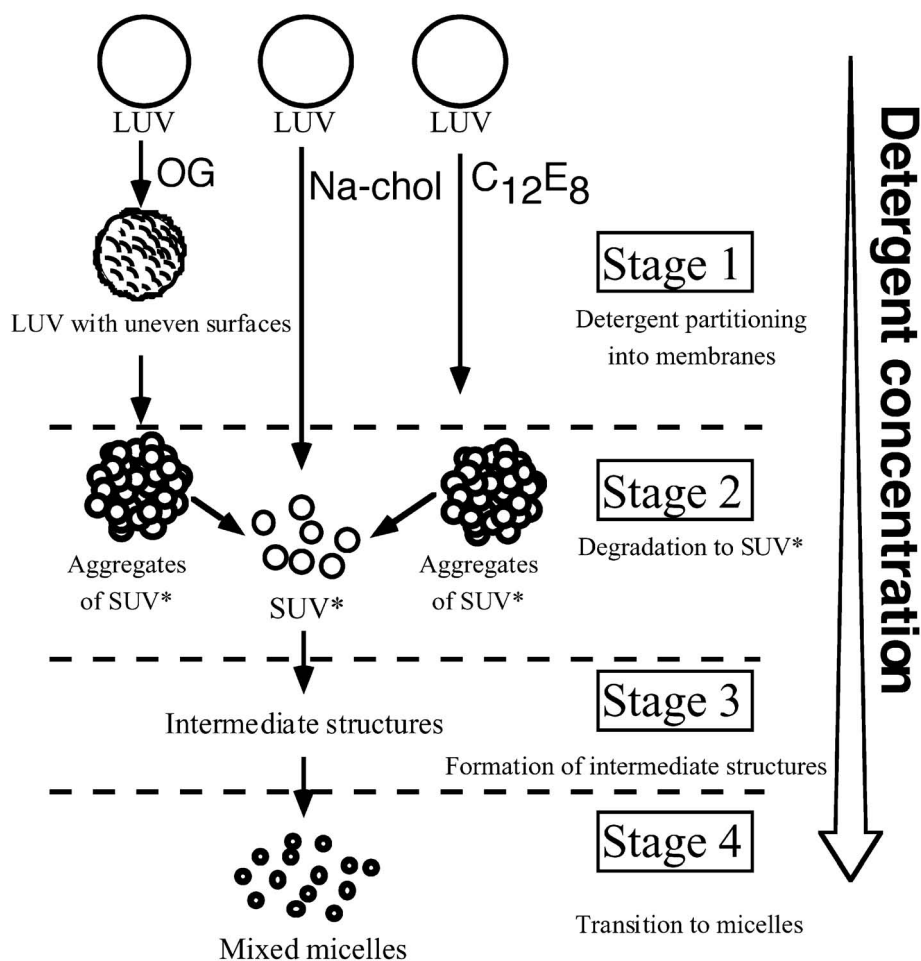 LUV LUV LUV
OG
Na-chol
C12E8
LUV with uneven surfaces
Stage 1
Detergent partitioning
into membranes
Aggregates
of SUV*
SUV*
Aggregates
of SUV*
Stage 2
Degradation to SUV*
Intermediate structures
Stage 3
Formation of intermediate structures
Mixed micelles
Stage 4
Transition to micelles
Detergent concentration